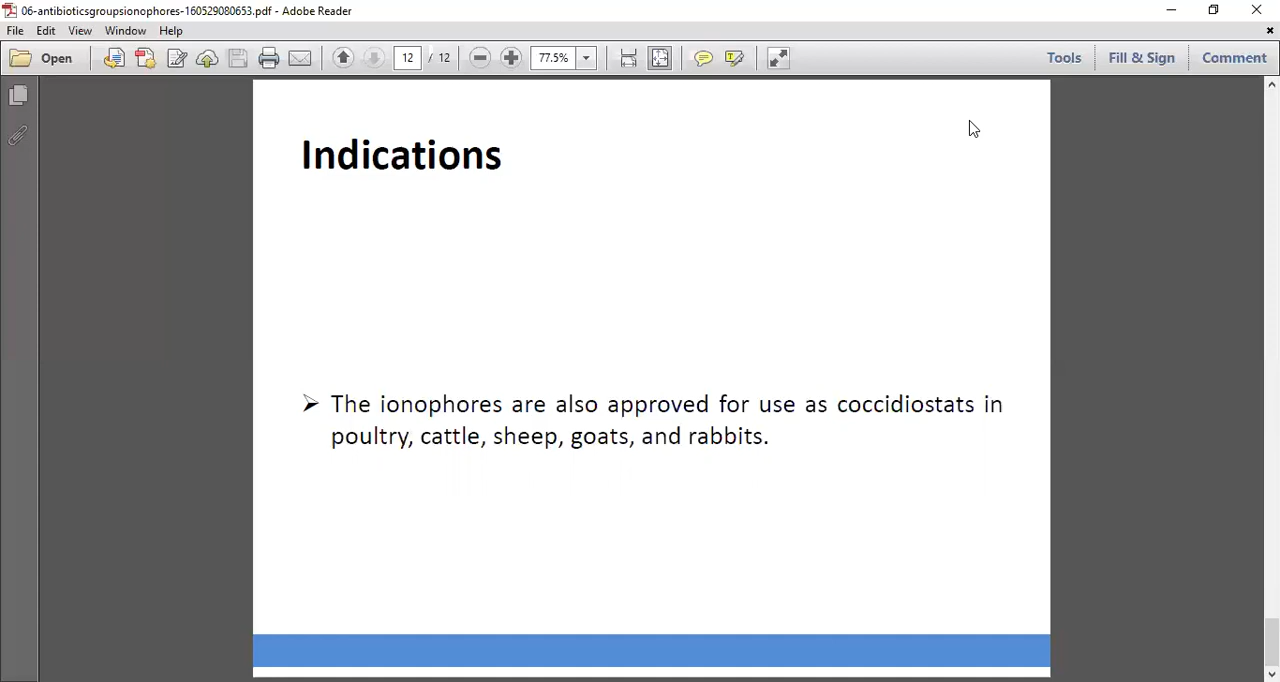 06-antibioticsgroupsionophores-160529080653.pdf - Adobe Reader
File Edit View Window Help
Open 12 / 12 77.5% Tools Fill & Sign Comment
Indications
➢ The ionophores are also approved for use as coccidiostats in
poultry, cattle, sheep, goats, and rabbits.